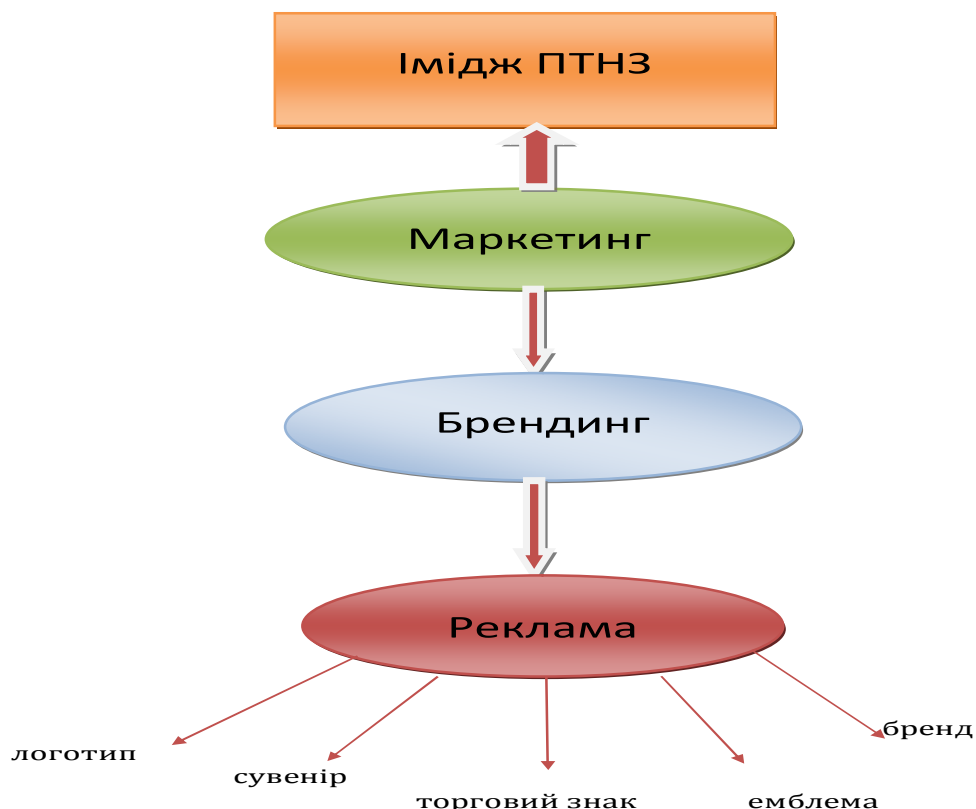 Імідж ПТНЗ
Маркетинг
Брендинг
Реклама
логотип
сувенір
торговий знак
емблема
бренд